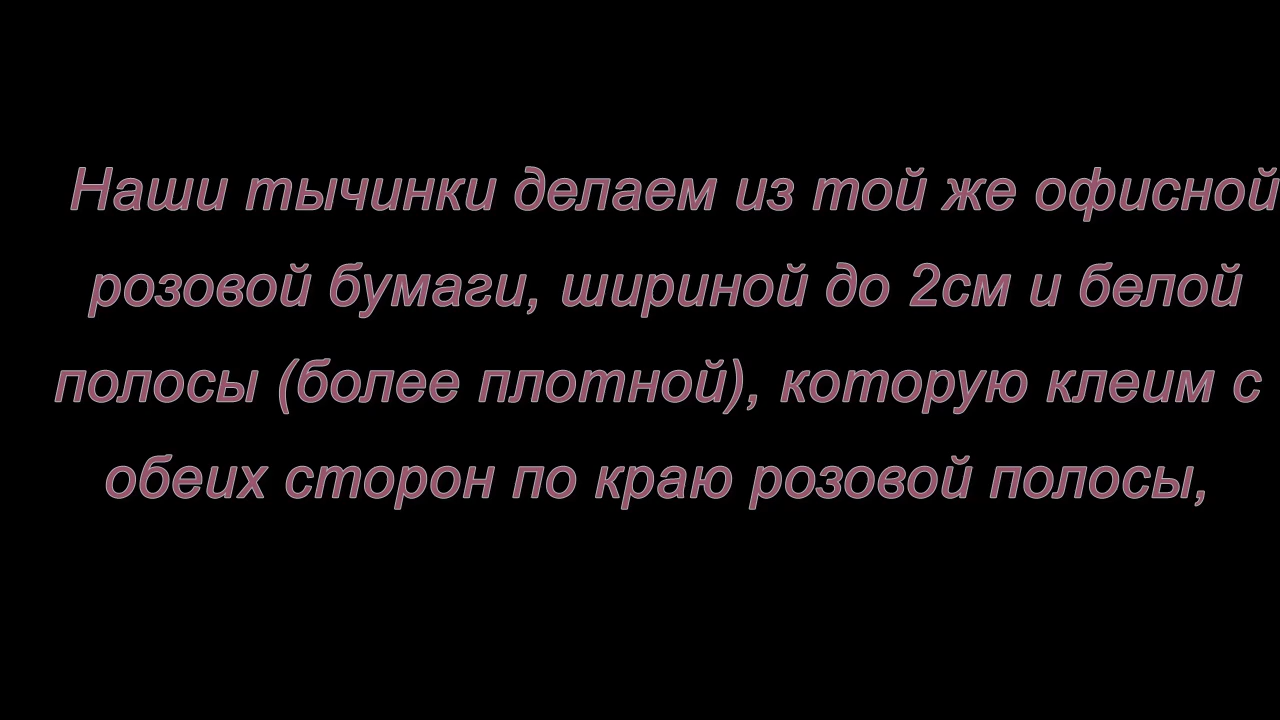 Наши тычинки делаем из той же офисной
розовой бумаги, шириной до 2см и белой
полосы (более плотной), которую клеим с
обеих сторон по краю розовой полосы,